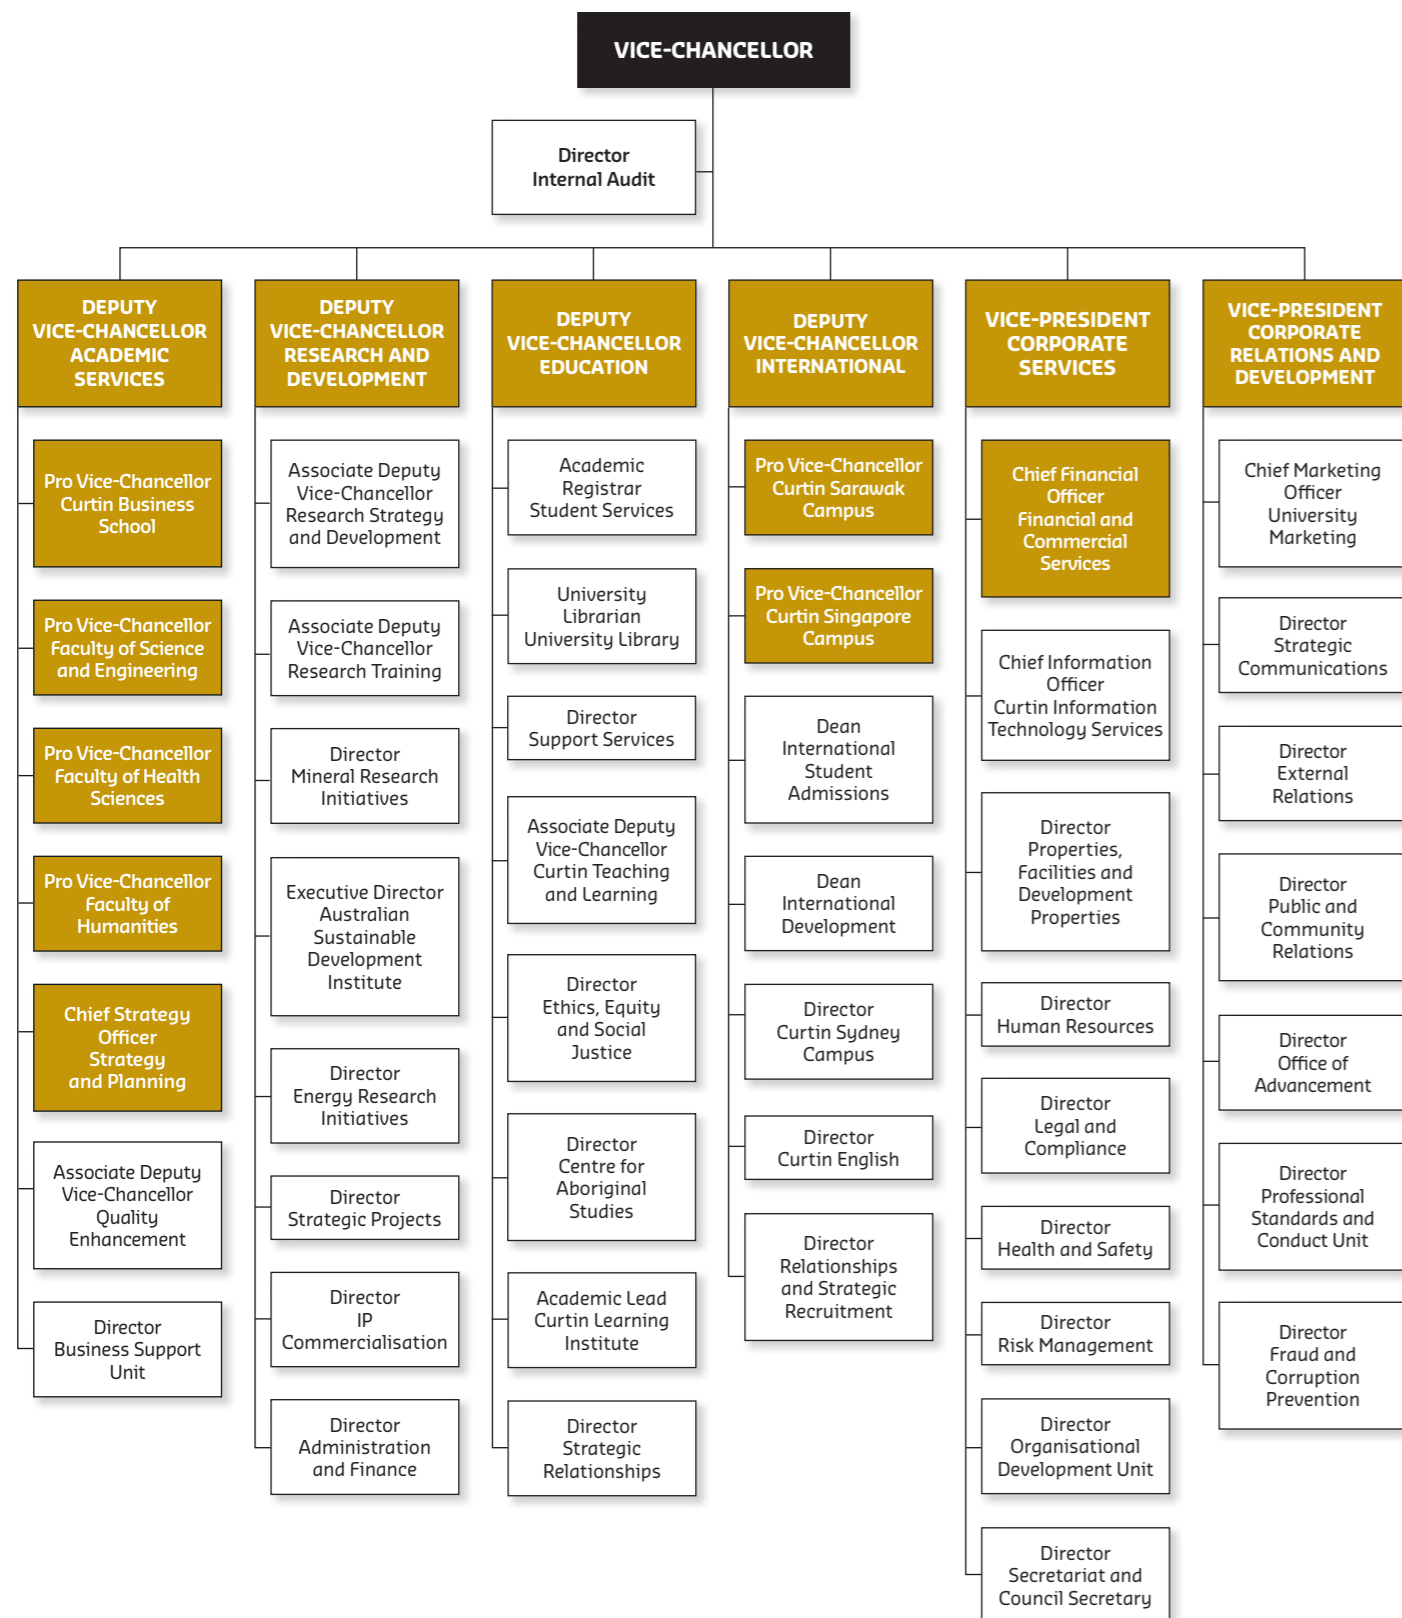 VICE-CHANCELLOR
Director
Internal Audit
DEPUTY
VICE-CHANCELLOR
ACADEMIC
SERVICES
Pro Vice-Chancellor
Curtin Business
School
Pro Vice-Chancellor
Faculty of Science
and Engineering
Pro Vice-Chancellor
Faculty of Health
Sciences
Pro Vice-Chancellor
Faculty of
Humanities
Chief Strategy
Officer
Strategy
and Planning
Associate Deputy
Vice-Chancellor
Quality
Enhancement
Director
Business Support
Unit
DEPUTY
VICE-CHANCELLOR
RESEARCH AND
DEVELOPMENT
Associate Deputy
Vice-Chancellor
Research Strategy
and Development
Associate Deputy
Vice-Chancellor
Research Training
Director
Mineral Research
Initiatives
Executive Director
Australian
Sustainable
Development
Institute
Director
Energy Research
Initiatives
Director
Strategic Projects
Director
IP
Commercialisation
Director
Administration
and Finance
DEPUTY
VICE-CHANCELLOR
EDUCATION
Academic
Registrar
Student Services
University
Librarian
University Library
Director
Support Services
Associate Deputy
Vice-Chancellor
Curtin Teaching
and Learning
Director
Ethics, Equity
and Social
Justice
Director
Centre for
Aboriginal
Studies
Academic Lead
Curtin Learning
Institute
Director
Strategic
Relationships
DEPUTY
VICE-CHANCELLOR
INTERNATIONAL
Pro Vice-Chancellor
Curtin Sarawak
Campus
Pro Vice-Chancellor
Curtin Singapore
Campus
Dean
International
Student
Admissions
Dean
International
Development
Director
Curtin Sydney
Campus
Director
Curtin English
Director
Relationships
and Strategic
Recruitment
VICE-PRESIDENT
CORPORATE
SERVICES
Chief Financial
Officer
Financial and
Commercial
Services
Chief Information
Officer
Curtin Information
Technology Services
Director
Properties,
Facilities and
Development
Properties
Director
Human Resources
Director
Legal and
Compliance
Director
Health and Safety
Director
Risk Management
Director
Organisational
Development Unit
Director
Secretariat and
Council Secretary
VICE-PRESIDENT
CORPORATE
RELATIONS AND
DEVELOPMENT
Chief Marketing
Officer
University
Marketing
Director
Strategic
Communications
Director
External
Relations
Director
Public and
Community
Relations
Director
Office of
Advancement
Director
Professional
Standards and
Conduct Unit
Director
Fraud and
Corruption
Prevention